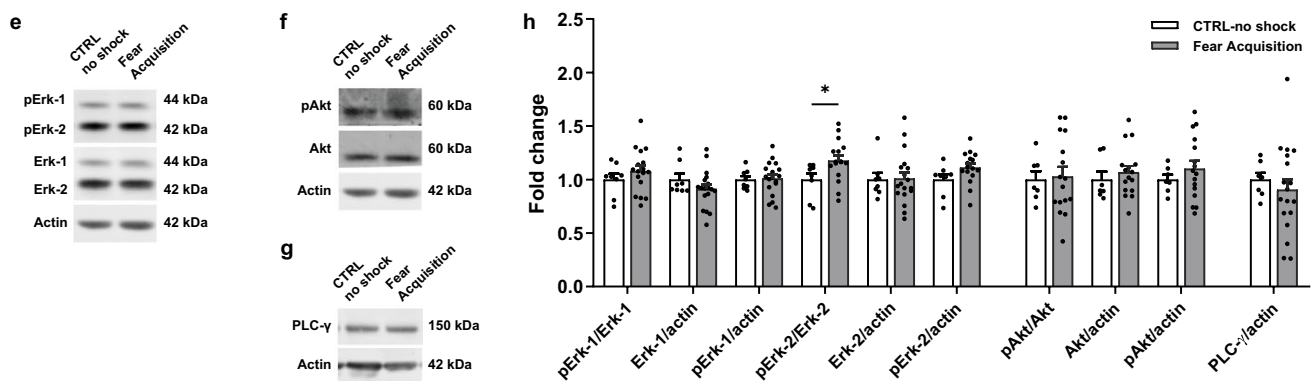 e
CTRL
no shock
Fear
Acquisition
pErk-1
44 kDa
pErk-2
42 kDa
Erk-1
44 kDa
Erk-2
42 kDa
Actin
42 kDa
f
CTRL
no shock
Fear
Acquisition
pAkt
60 kDa
Akt
60 kDa
Actin
42 kDa
g
CTRL
no shock
Fear
Acquisition
PLC-γ
150 kDa
Actin
42 kDa
h
CTRL-no shock
Fear Acquisition
Fold change
2.5
2.0
1.5
1.0
0.5
0.0
*
pErk-1/Erk-1
Erk-1/actin
pErk-1/actin
pErk-2/Erk-2
Erk-2/actin
pErk-2/actin
pAkt/Akt
Akt/actin
pAkt/actin
PLC-γ/actin